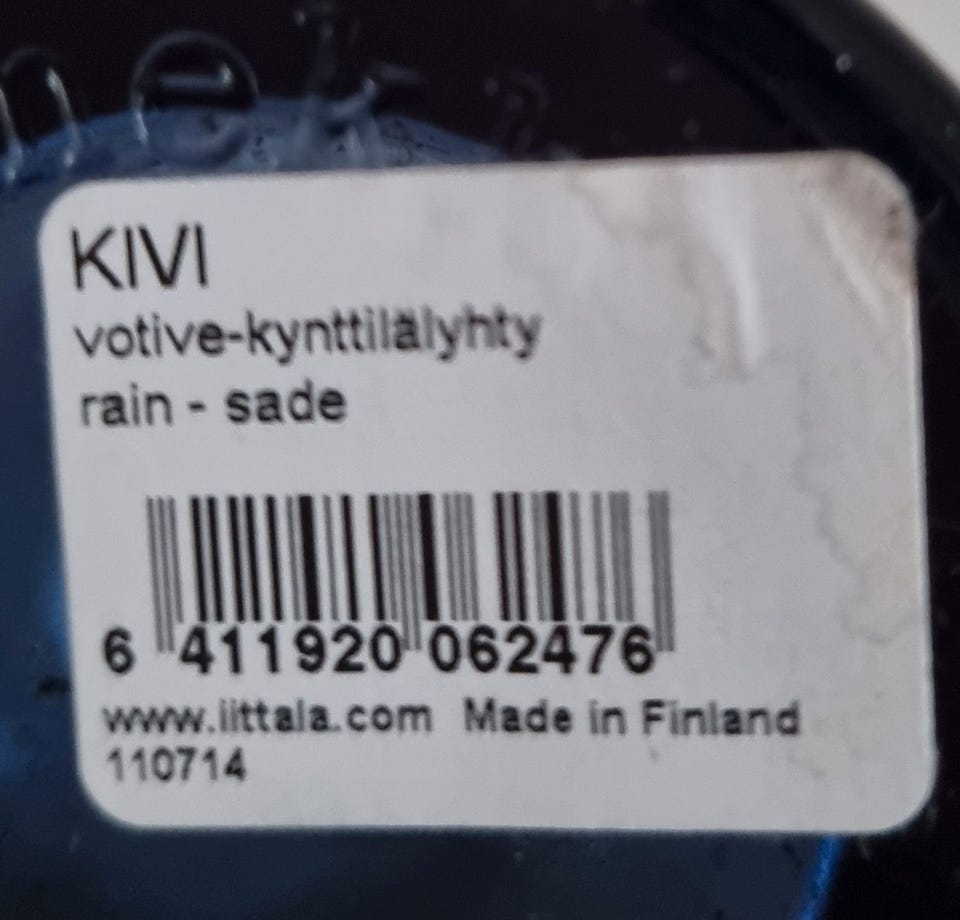 KIVI
votive-kynttilälyhty
rain - sade
6 411920 062476
www.iittala.com Made in Finland
110714